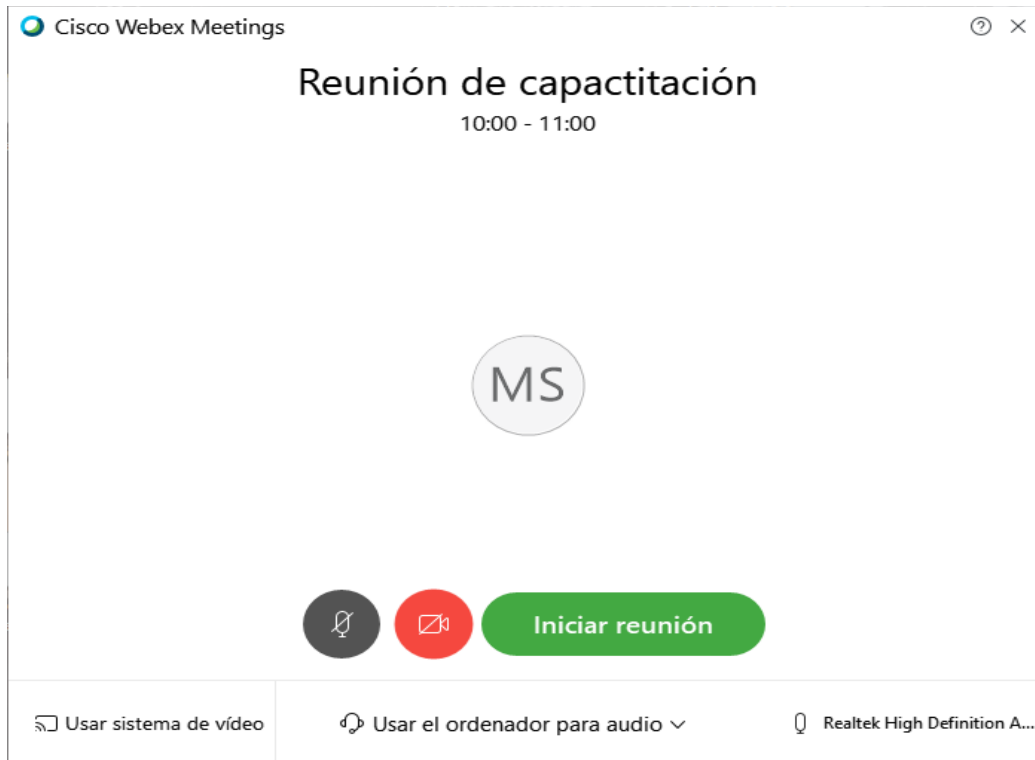 Cisco Webex Meetings
Reunión de capactitación
10:00 - 11:00
MS
Iniciar reunión
Usar sistema de vídeo
Usar el ordenador para audio
Realtek High Definition A...